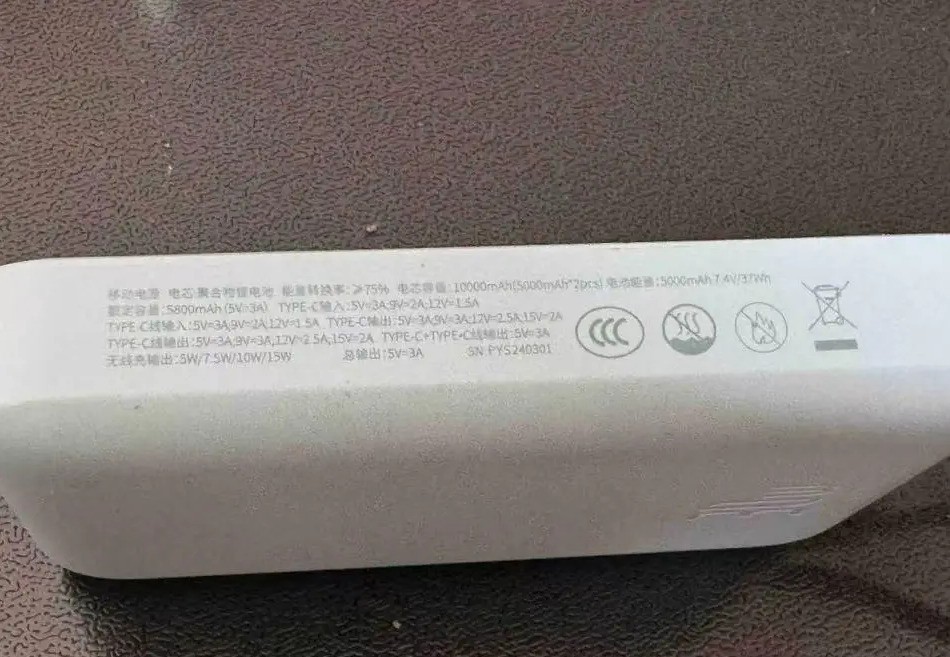 移动电源 电芯:聚合物锂电池 能量转换率:≥75% 电芯容量:10000mAh(5000mAh*2pcs) 电池能量:5000mAh 7.4V/37Wh
额定容量:5800mAh(5V=3A) TYPE-C输入:5V=3A;9V=2A;12V=1.5A
TYPE-C线输入:5V=3A;9V=2A;12V=1.5A TYPE-C输出:5V=3A;9V=3A;12V=2.5A;15V=2A
TYPE-C线输出:5V=3A;9V=3A,12V=2.5A;15V=2A TYPE-C+TYPE-C线输出:5V=3A
无线充输出:5W/7.5W/10W/15W 总输出:5V=3A SN:PYS240301
CCC